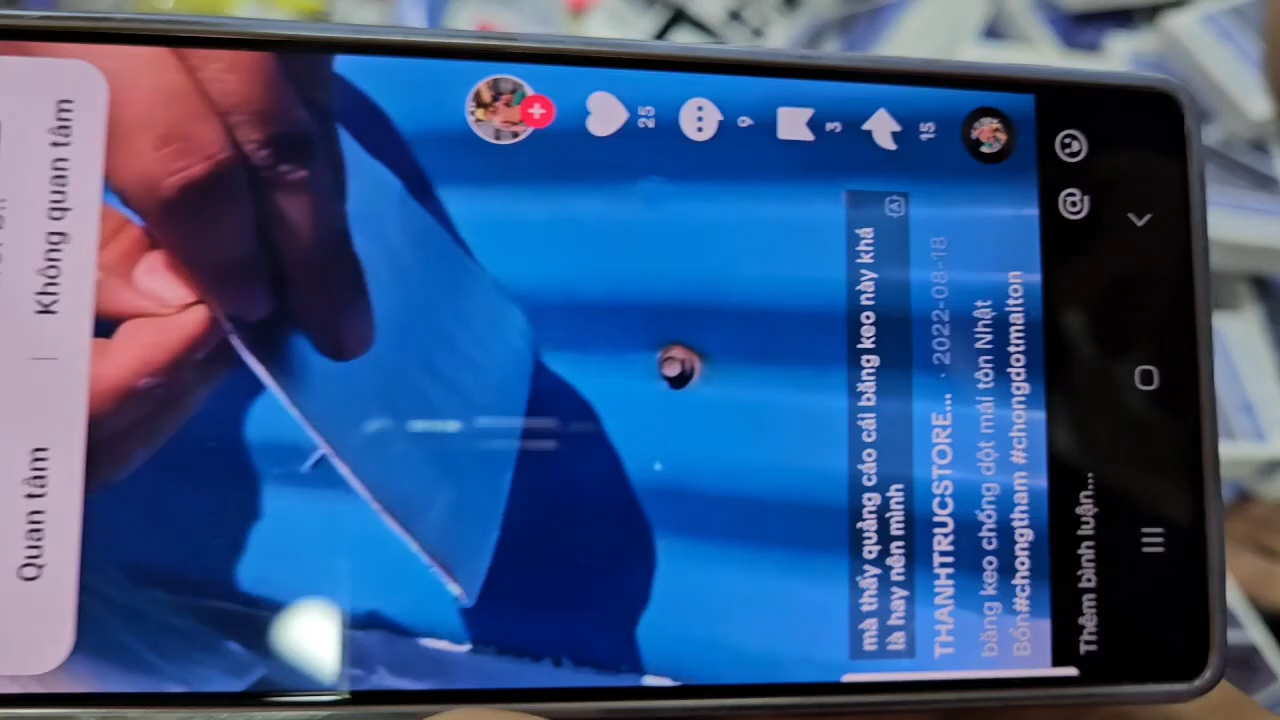 Quan tâm
Không quan tâm
25
9
3
15
mà thấy quảng cáo cái băng keo này khá
là hay nên mình
THANHTRUCSTORE... · 2022-08-18
băng keo chống dột mái tôn Nhật
Bổn#chongtham #chongdotmaiton
Thêm bình luận...
@